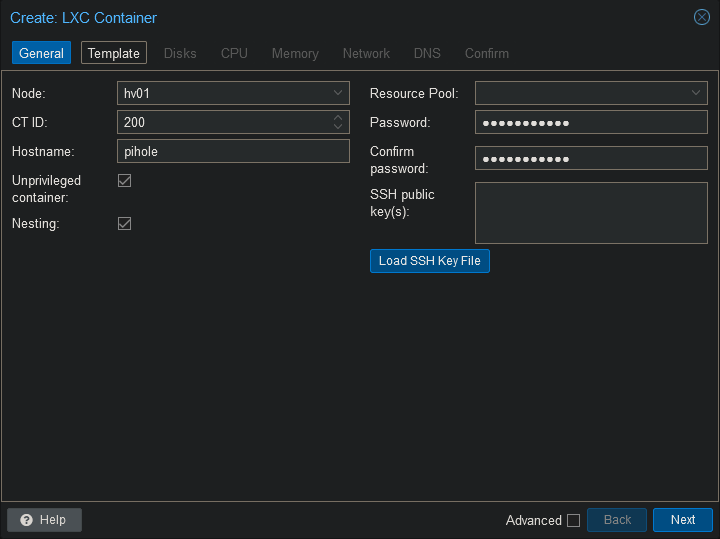 Create: LXC Container
General Template Disks CPU Memory Network DNS Confirm
Node: hv01
CT ID: 200
Hostname: pihole
Unprivileged
container:
Nesting:
Resource Pool:
Password: ●●●●●●●●●●●
Confirm
password: ●●●●●●●●●●●
SSH public
key(s):
Load SSH Key File
? Help
Advanced Back Next